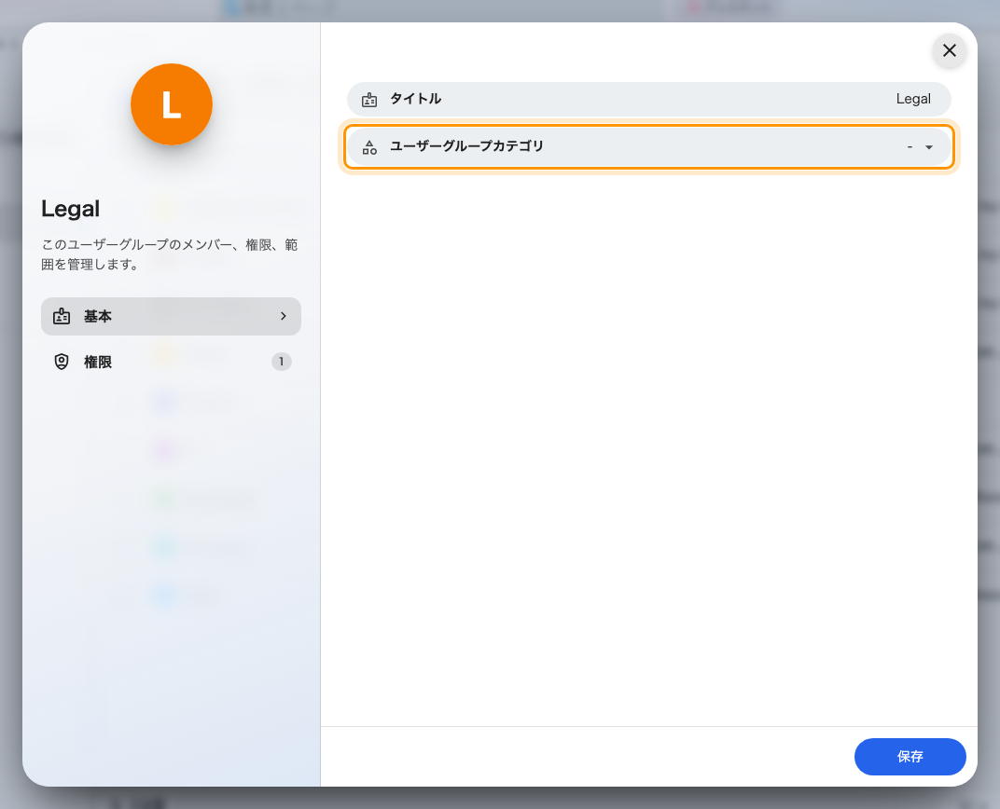 L
Legal
このユーザーグループのメンバー、権限、範
囲を管理します。
基本
権限
1
タイトル
Legal
ユーザーグループカテゴリ
-
保存